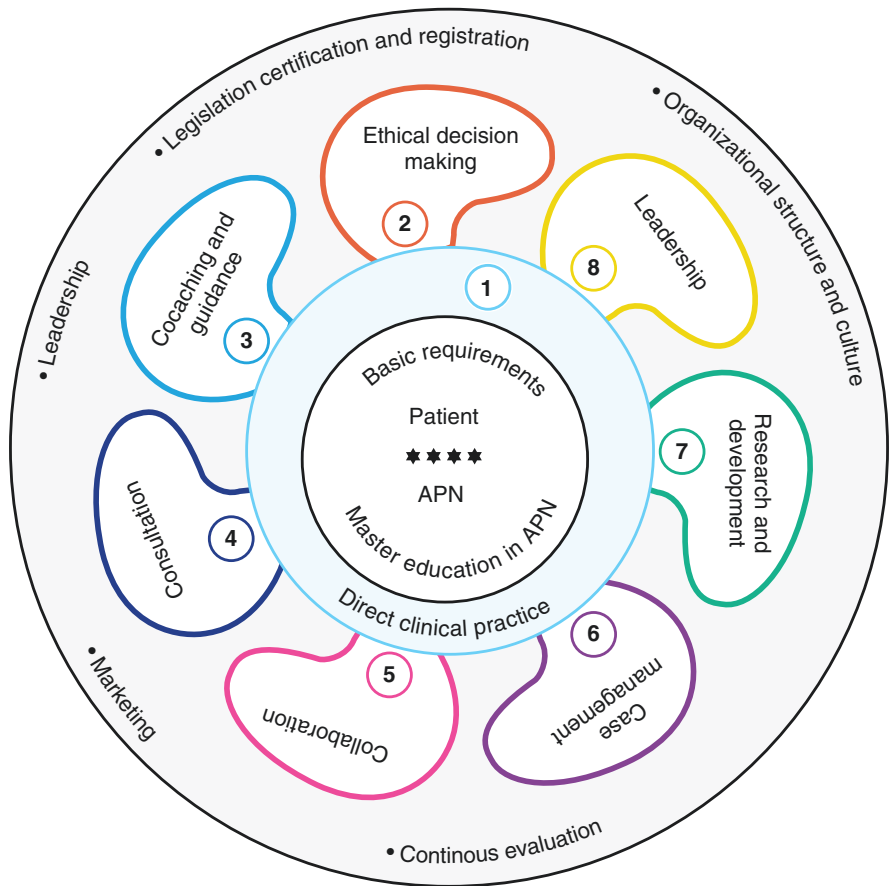 • Legislation certification and registration
• Organizational structure and culture
• Leadership
• Marketing
• Continous evaluation
Ethical decision
making
2
Cocaching and
guidance
3
Consultation
4
Collaboration
5
Case
management
6
Research and
development
7
Leadership
8
1
Basic requirements
Patient
APN
Master education in APN
Direct clinical practice